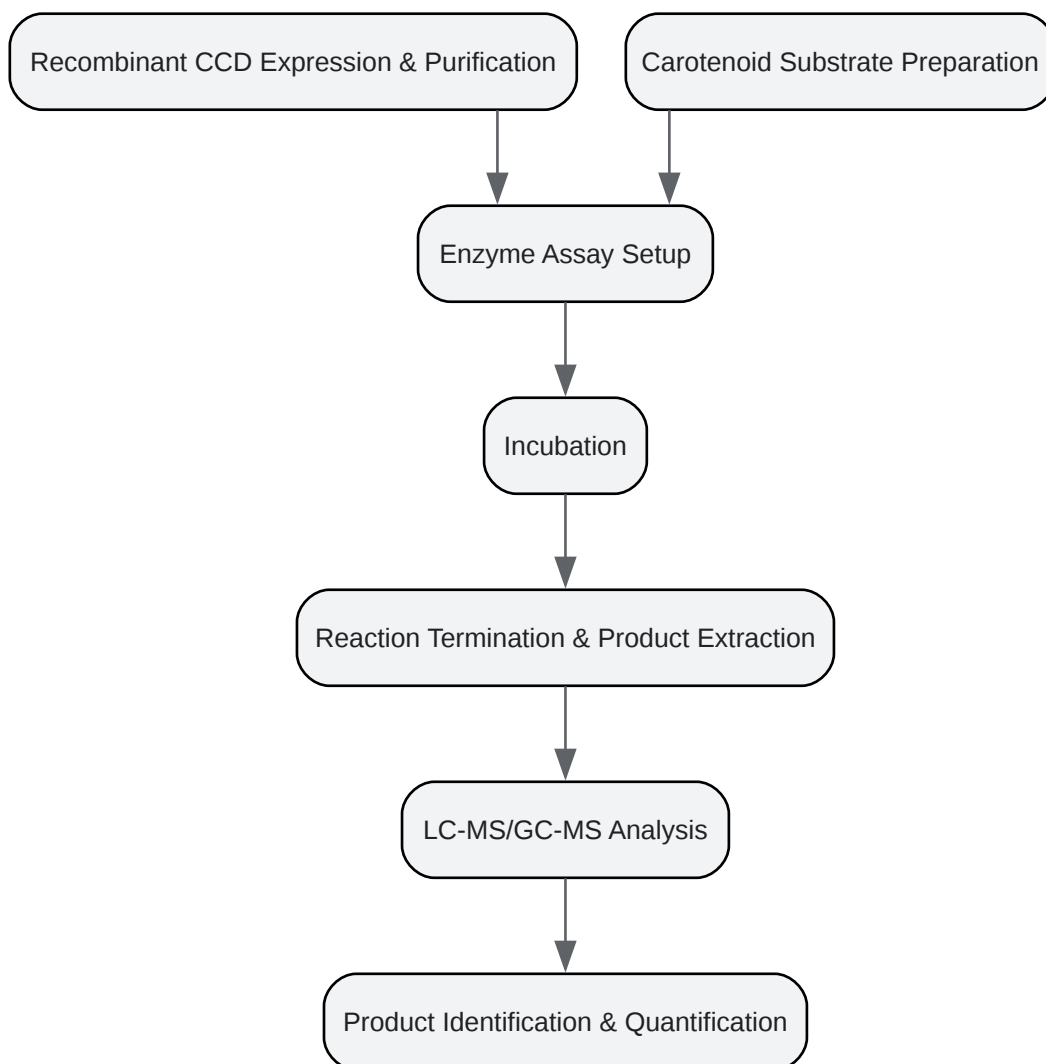 Recombinant CCD Expression & Purification
Carotenoid Substrate Preparation
Enzyme Assay Setup
Incubation
Reaction Termination & Product Extraction
LC-MS/GC-MS Analysis
Product Identification & Quantification